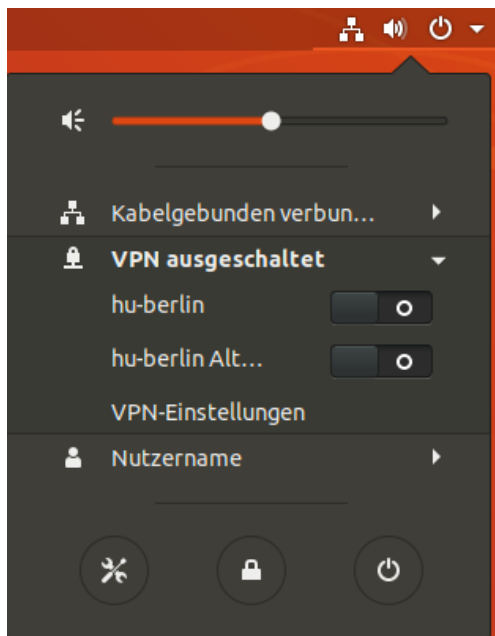 Kabelgebunden verbun...
VPN ausgeschaltet
hu-berlin
hu-berlin Alt...
VPN-Einstellungen
Nutzername